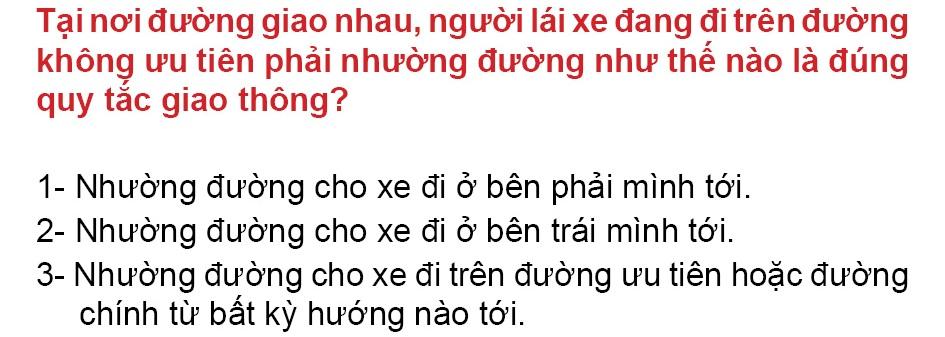 Tại nơi đường giao nhau, người lái xe đang đi trên đường
không ưu tiên phải nhường đường như thế nào là đúng
quy tắc giao thông?
1- Nhường đường cho xe đi ở bên phải mình tới.
2- Nhường đường cho xe đi ở bên trái mình tới.
3- Nhường đường cho xe đi trên đường ưu tiên hoặc đường
chính từ bất kỳ hướng nào tới.